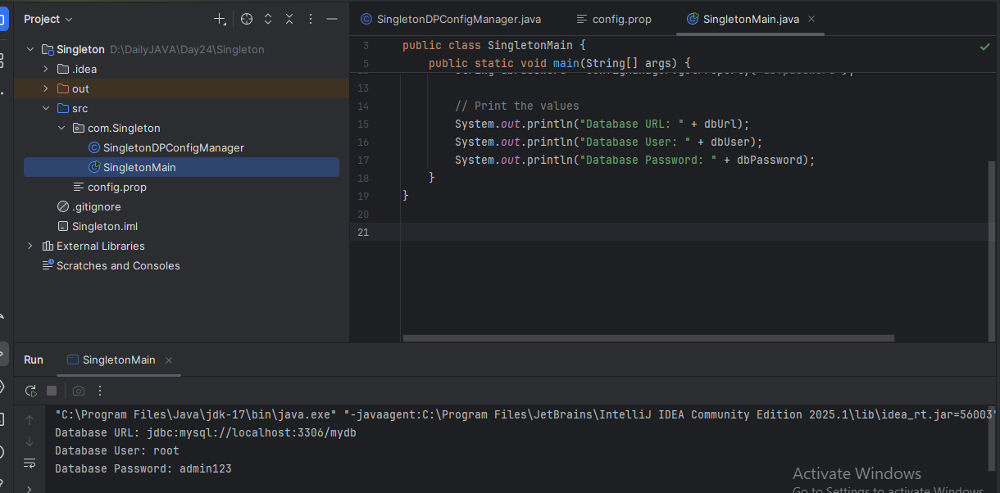 Project
SingletonDPConfigManager.java
config.prop
SingletonMain.java
Singleton D:\DailyJAVA\Day24\Singleton
.idea
out
src
com.Singleton
SingletonDPConfigManager
SingletonMain
config.prop
.gitignore
Singleton.iml
External Libraries
Scratches and Consoles
3 public class SingletonMain {
5 public static void main(String[] args) {
13
14 // Print the values
15 System.out.println("Database URL: " + dbUrl);
16 System.out.println("Database User: " + dbUser);
17 System.out.println("Database Password: " + dbPassword);
18 }
19 }
20
21
Run SingletonMain
"C:\Program Files\Java\jdk-17\bin\java.exe" "-javaagent:C:\Program Files\JetBrains\IntelliJ IDEA Community Edition 2025.1\lib\idea_rt.jar=56003"
Database URL: jdbc:mysql://localhost:3306/mydb
Database User: root
Database Password: admin123
Activate Windows
Go to Settings to activate Windows.